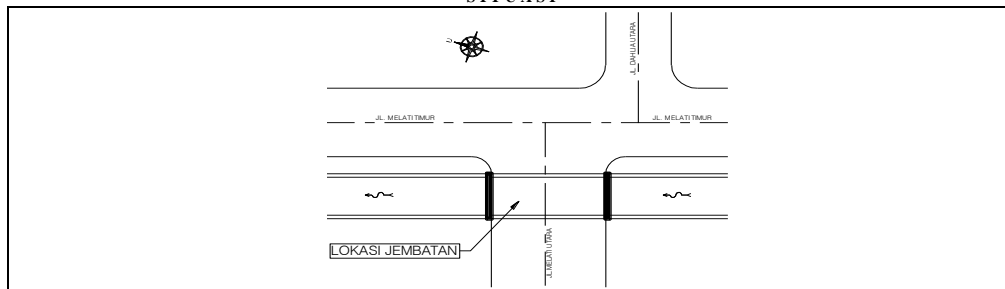 SITUASI
JL. DAHLIA UTARA
JL. MELATI TIMUR
JL. MELATI TIMUR
LOKASI JEMBATAN
JL.MELATI UTARA